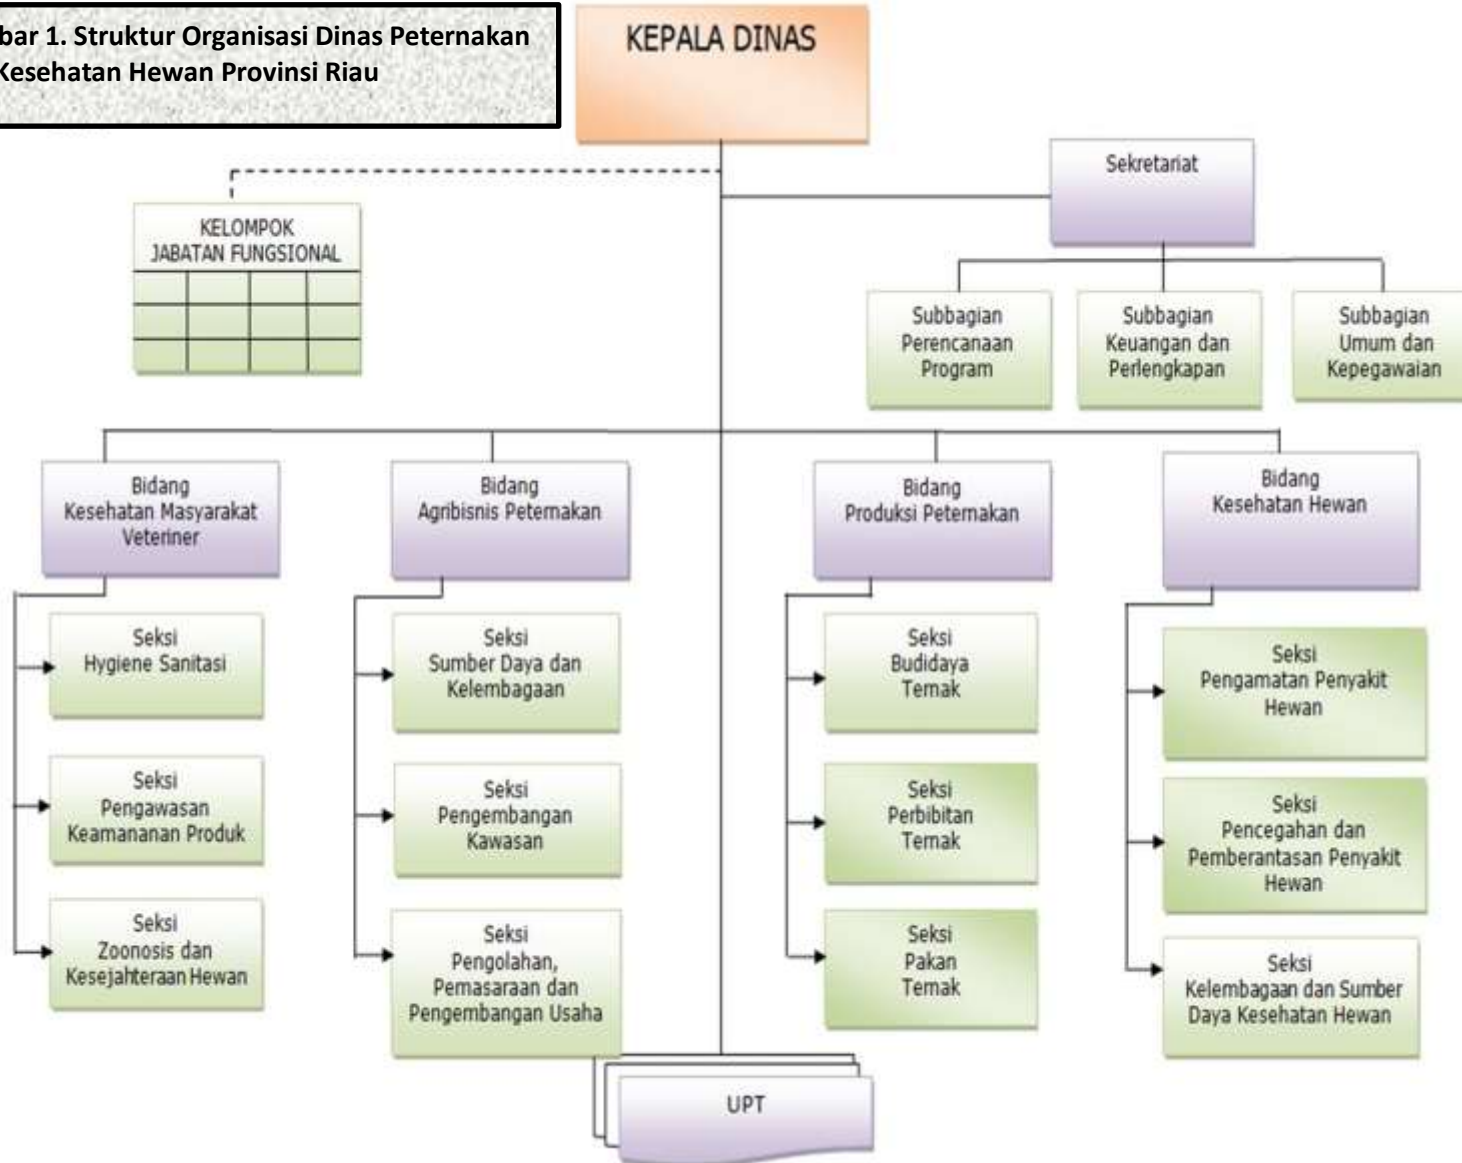 bar 1. Struktur Organisasi Dinas Peternakan
Kesehatan Hewan Provinsi Riau
KEPALA DINAS
Sekretariat
KELOMPOK
JABATAN FUNGSIONAL
Subbagian
Perencanaan
Program
Subbagian
Keuangan dan
Perlengkapan
Subbagian
Umum dan
Kepegawaian
Bidang
Kesehatan Masyarakat
Veteriner
Bidang
Agribisnis Peternakan
Bidang
Produksi Peternakan
Bidang
Kesehatan Hewan
Seksi
Hygiene Sanitasi
Seksi
Pengawasan
Keamananan Produk
Seksi
Zoonosis dan
Kesejahteraan Hewan
Seksi
Sumber Daya dan
Kelembagaan
Seksi
Pengembangan
Kawasan
Seksi
Pengolahan,
Pemasaraan dan
Pengembangan Usaha
Seksi
Budidaya
Ternak
Seksi
Perbibitan
Ternak
Seksi
Pakan
Ternak
Seksi
Pengamatan Penyakit
Hewan
Seksi
Pencegahan dan
Pemberantasan Penyakit
Hewan
Seksi
Kelembagaan dan Sumber
Daya Kesehatan Hewan
UPT